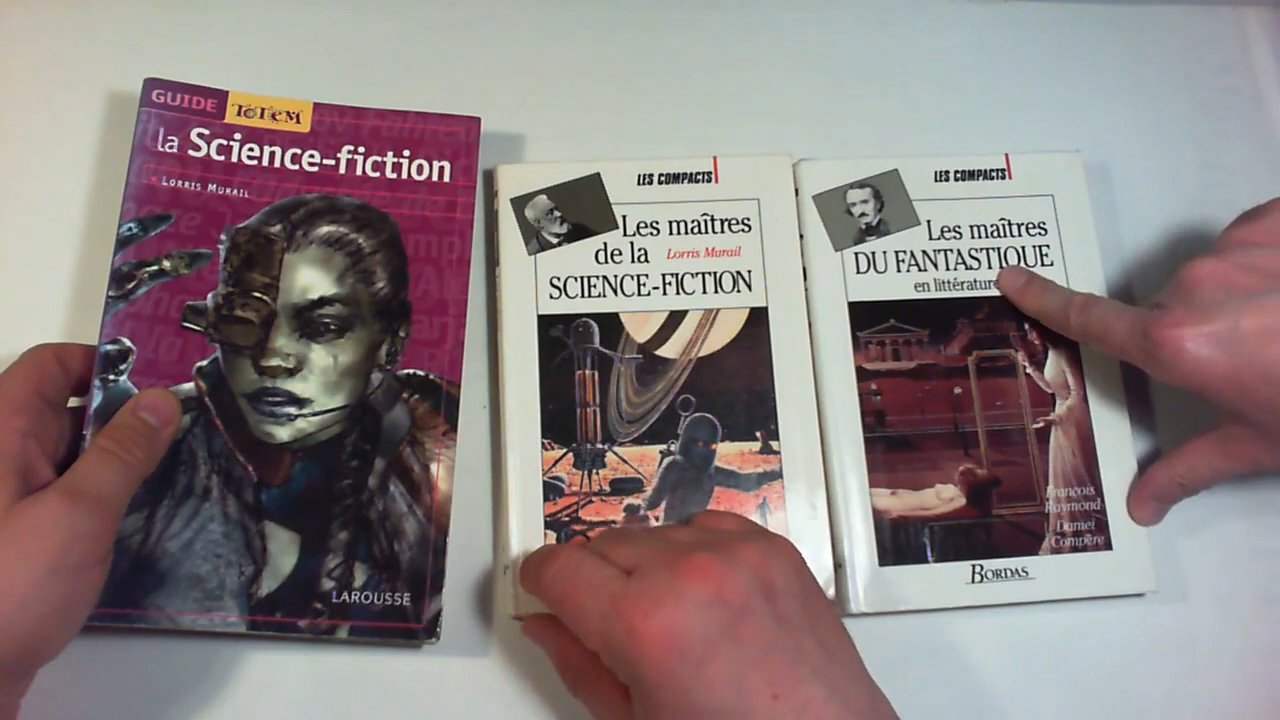 GUIDE TOTEM
la Science-fiction
LORRIS MURAIL
LAROUSSE
LES COMPACTS
Les maîtres
de la Lorris Murail
SCIENCE-FICTION
LES COMPACTS
Les maîtres
DU FANTASTIQUE
en littérature
François
Raymond
Daniel
Compère
BORDAS